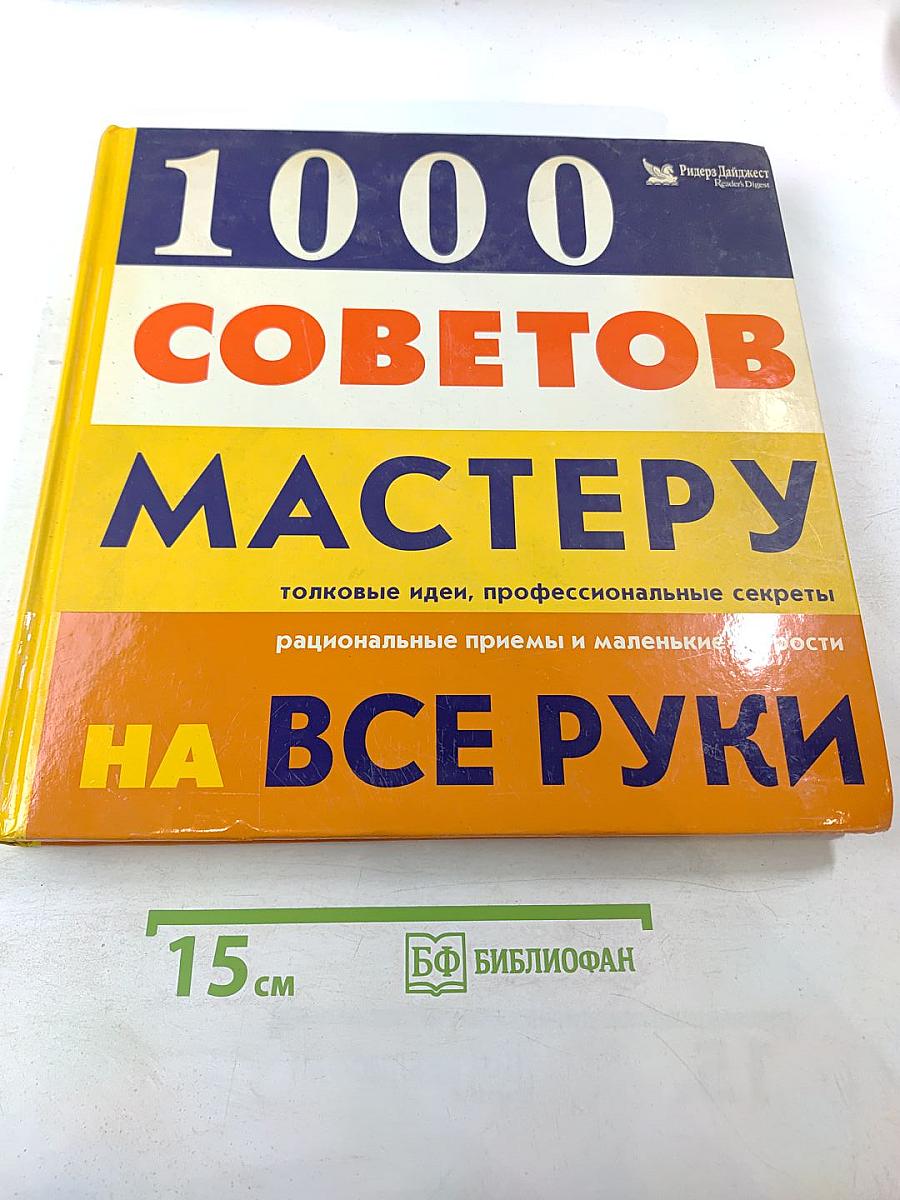 1000
Ридерз Дайджест
Reader's Digest
СОВЕТОВ
МАСТЕРУ
толковые идеи, профессиональные секреты
рациональные приемы и маленькие
НА ВСЕ РУКИ
15 см
БФ БИБЛИОФАН